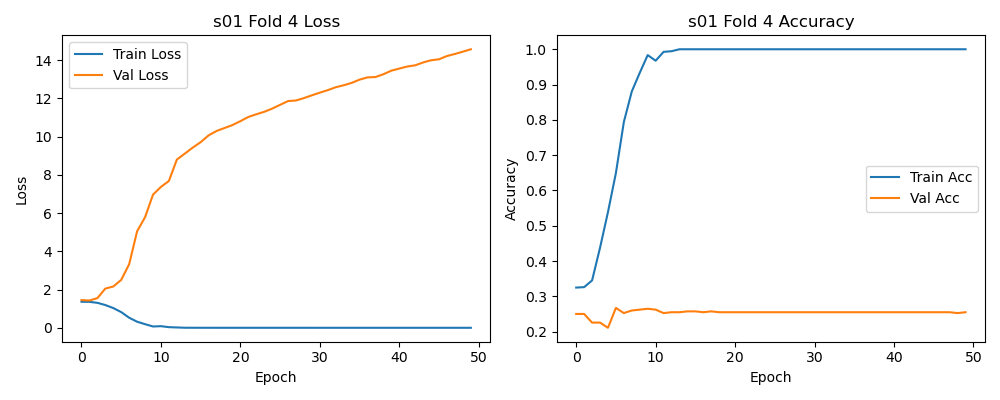 s01 Fold 4 Loss
Train Loss
Val Loss
Loss
14
12
10
8
6
4
2
0
0 10 20 30 40 50
Epoch
s01 Fold 4 Accuracy
Train Acc
Val Acc
Accuracy
1.0
0.9
0.8
0.7
0.6
0.5
0.4
0.3
0.2
0 10 20 30 40 50
Epoch